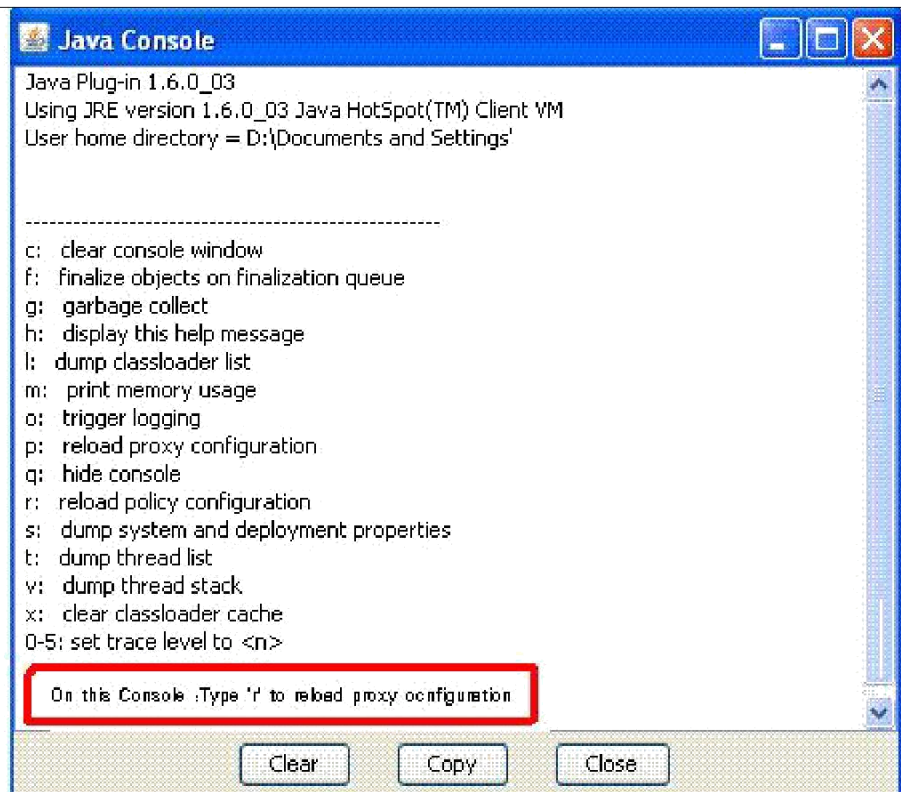 Java Console
Java Plug-in 1.6.0_03
Using JRE version 1.6.0_03 Java HotSpot(TM) Client VM
User home directory = D:\Documents and Settings'
----------------------------------------------------
c: clear console window
f: finalize objects on finalization queue
g: garbage collect
h: display this help message
l: dump classloader list
m: print memory usage
o: trigger logging
p: reload proxy configuration
q: hide console
r: reload policy configuration
s: dump system and deployment properties
t: dump thread list
v: dump thread stack
x: clear classloader cache
0-5: set trace level to <n>
On this Console :Type 'r' to reload proxy configuration
Clear Copy Close